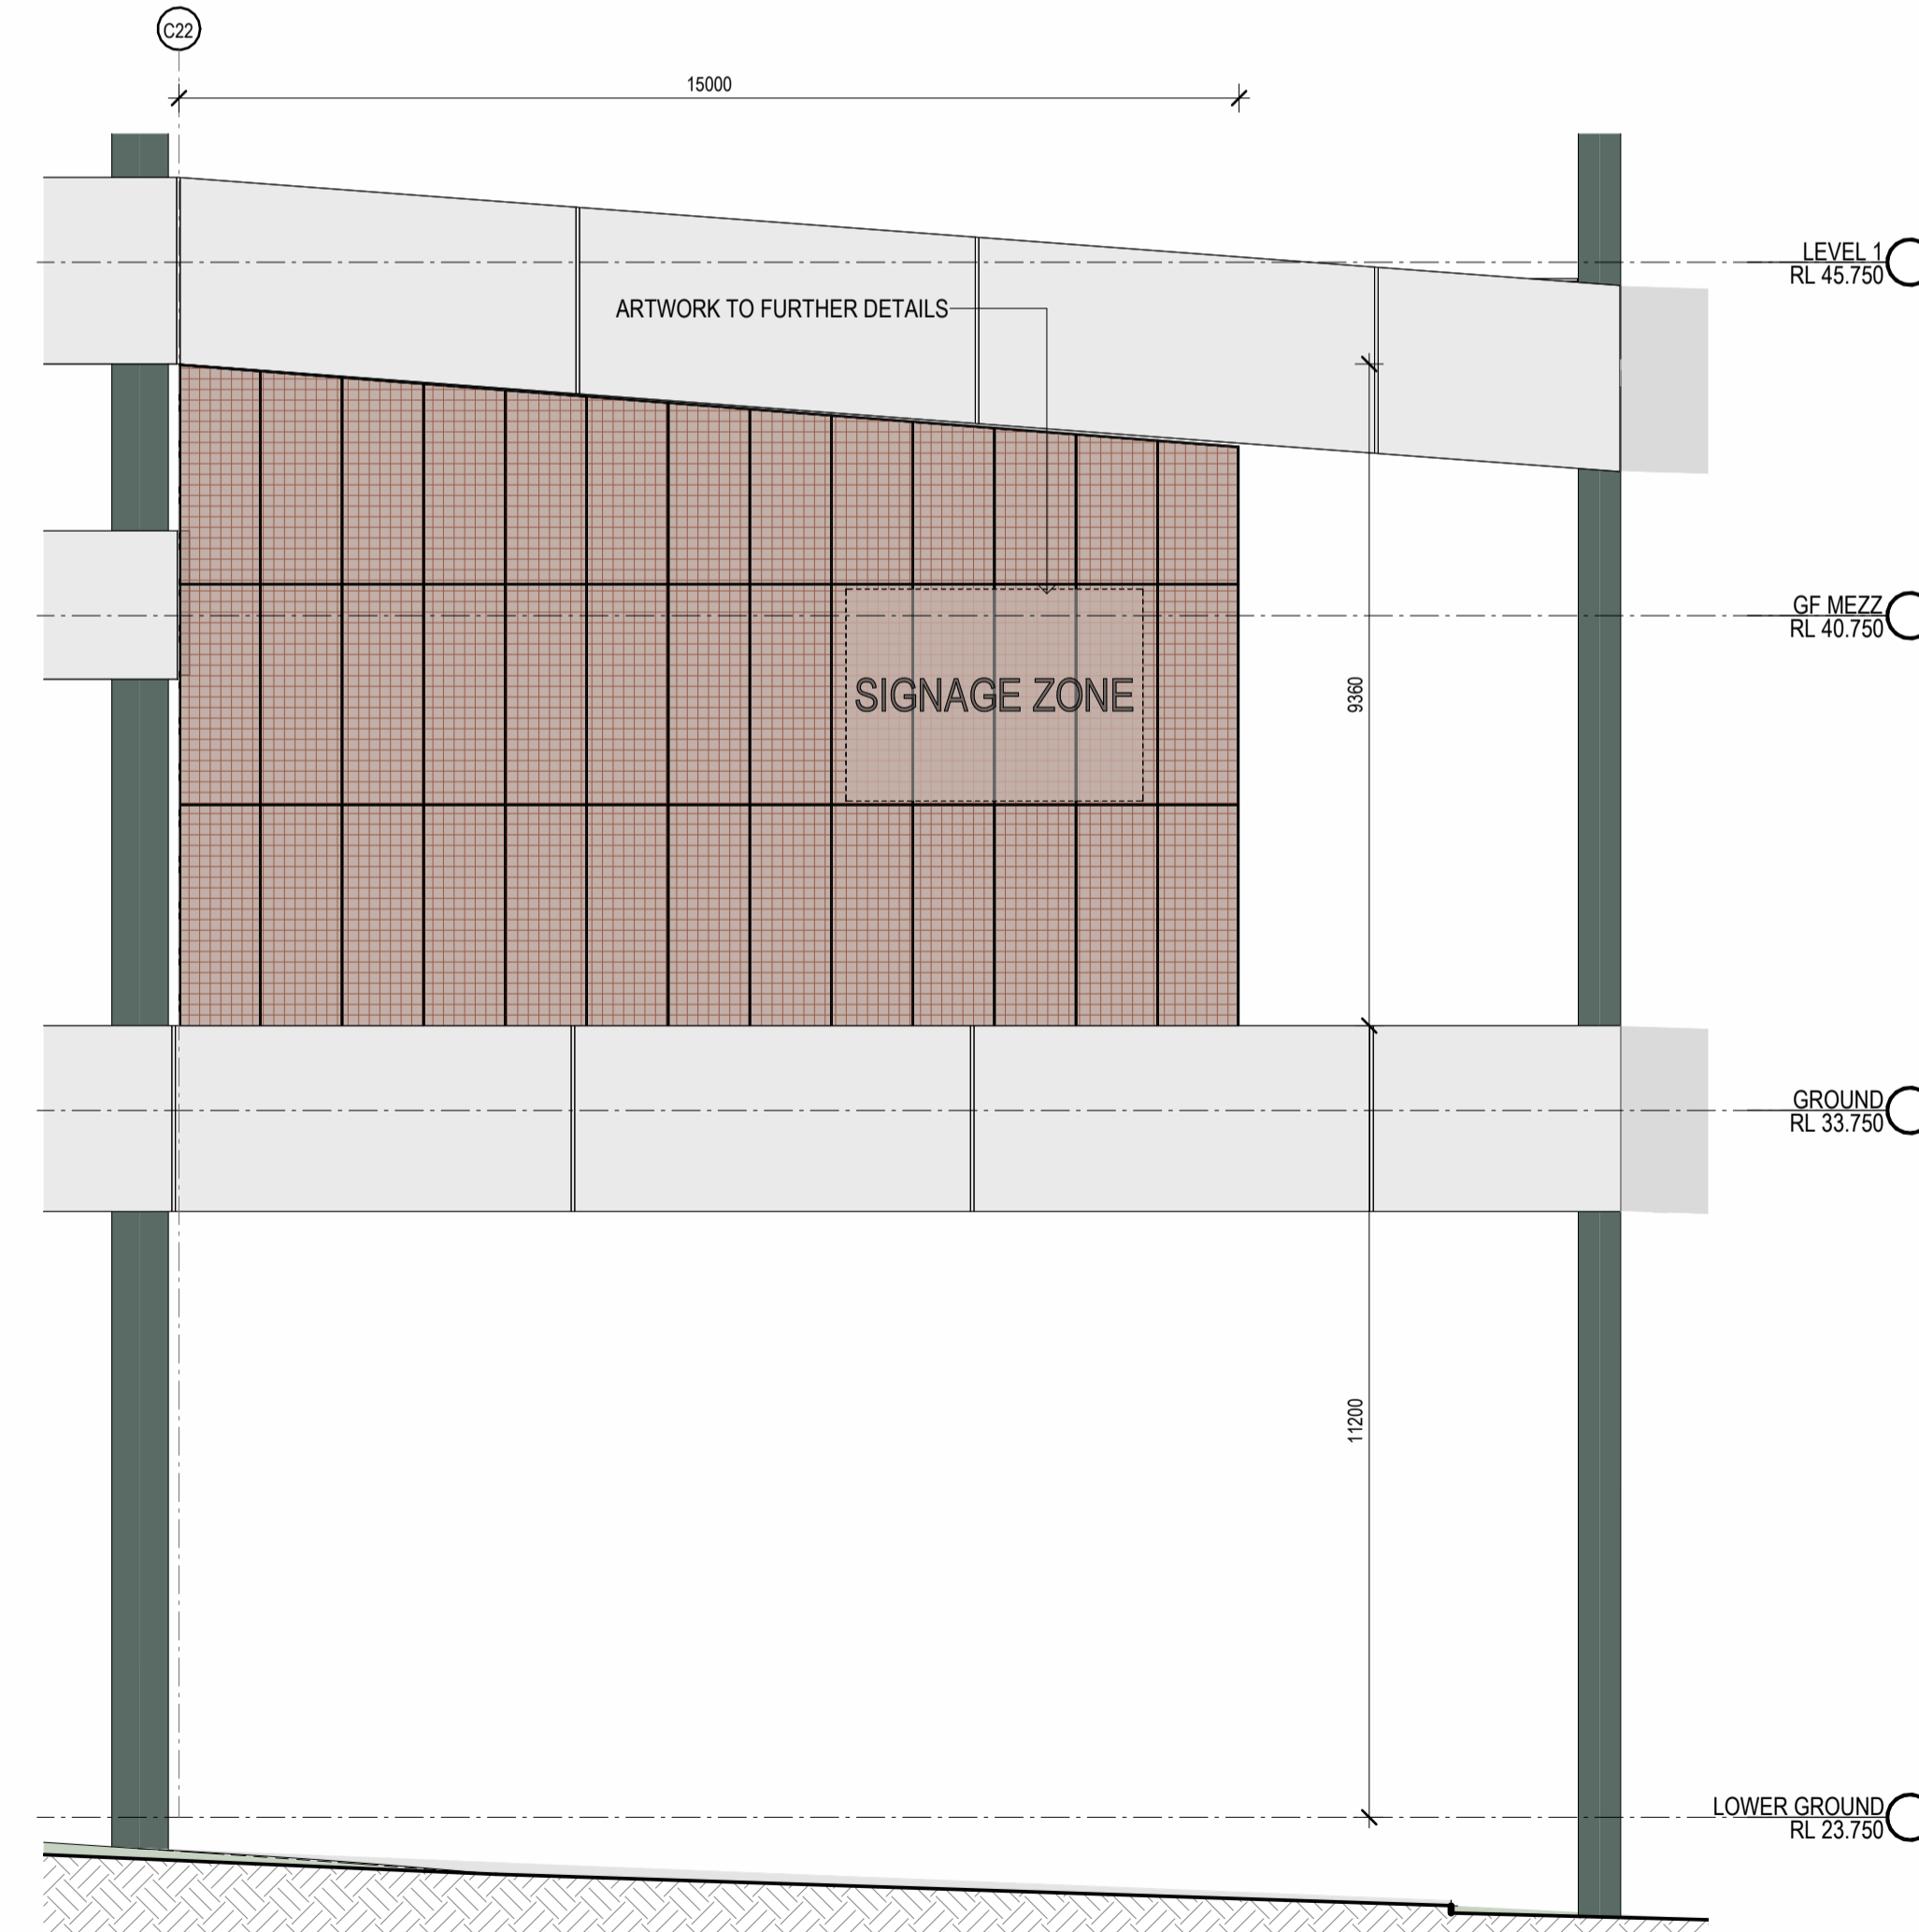 C22
15000
LEVEL 1
RL 45.750
ARTWORK TO FURTHER DETAILS
GF MEZZ
RL 40.750
SIGNAGE ZONE
9360
GROUND
RL 33.750
11200
LOWER GROUND
RL 23.750